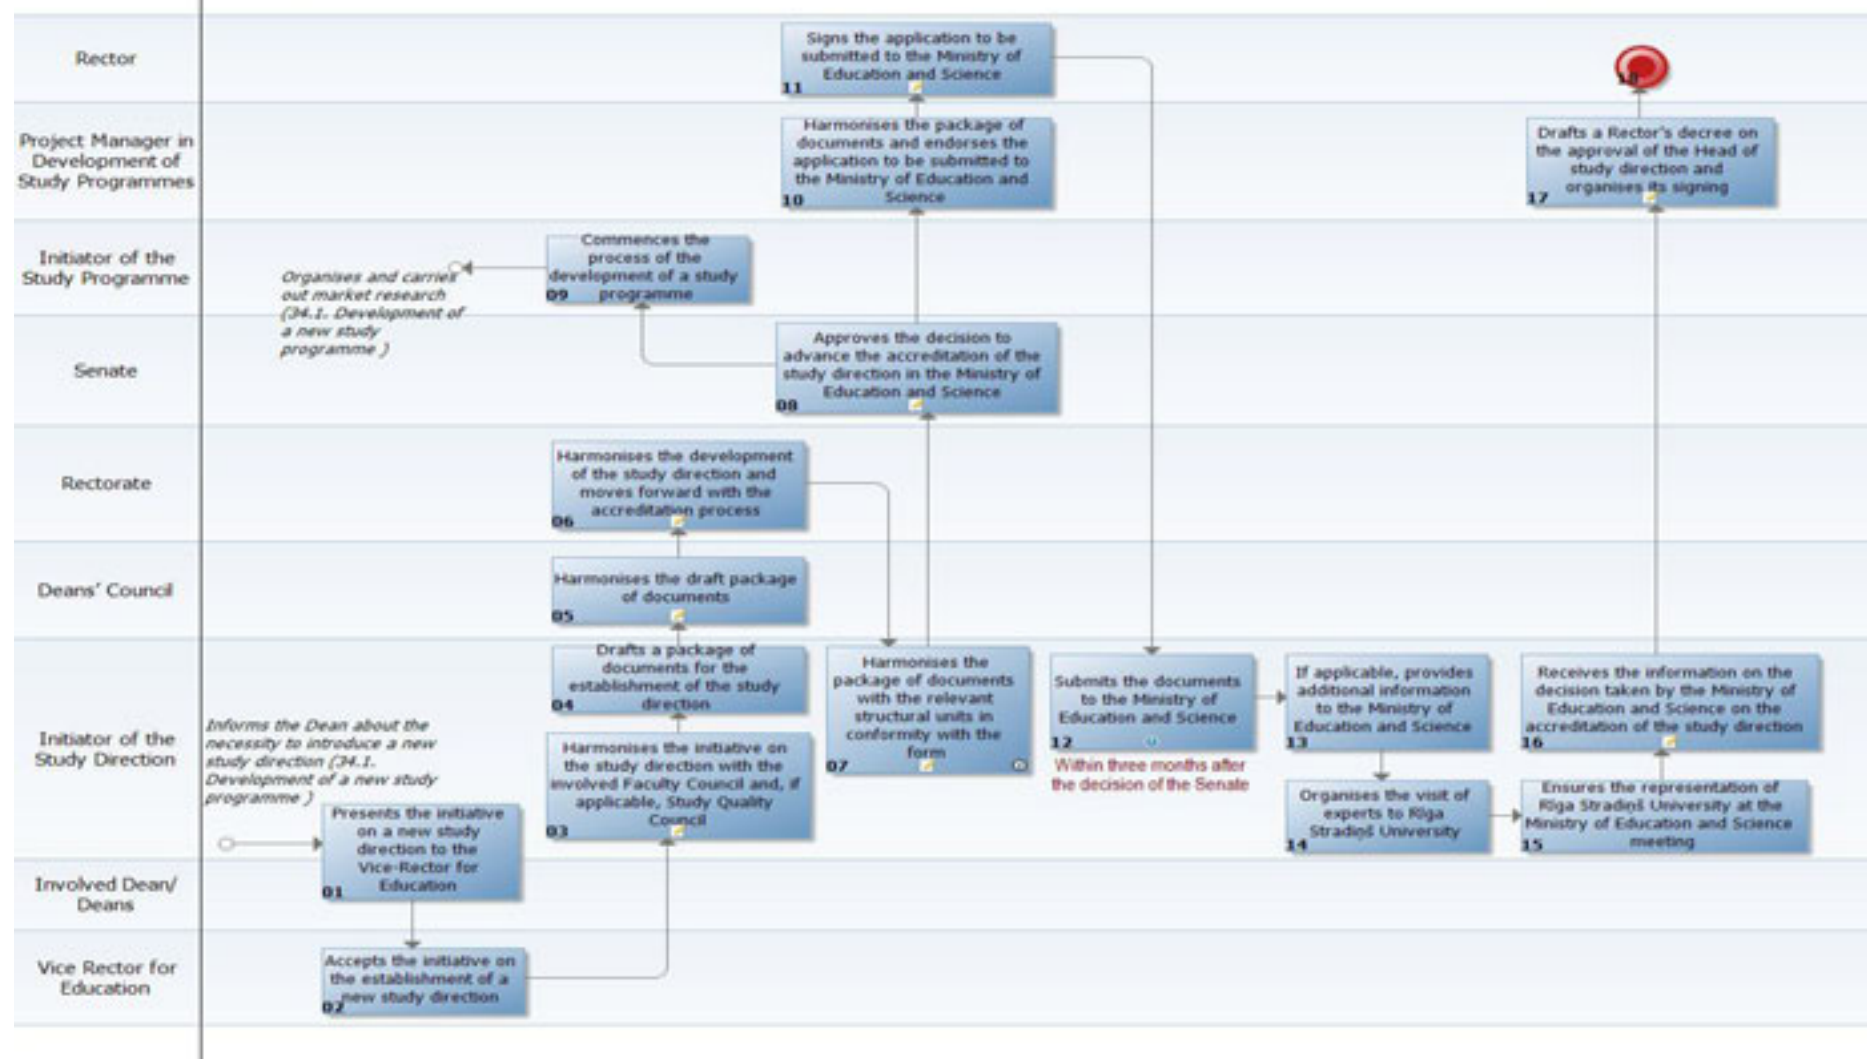 Rector
Signs the application to be
submitted to the Ministry of
Education and Science
11
18
Project Manager in
Development of
Study Programmes
Harmonises the package of
documents and endorses the
application to be submitted to
the Ministry of Education and
Science
10
Drafts a Rector's decree on
the approval of the Head of
study direction and
organises its signing
17
Initiator of the
Study Programme
Organises and carries
out market research
(34.1. Development of
a new study
programme )
Commences the
process of the
development of a study
programme
09
Senate
Approves the decision to
advance the accreditation of the
study direction in the Ministry of
Education and Science
08
Rectorate
Harmonises the development
of the study direction and
moves forward with the
accreditation process
06
Deans' Council
Harmonises the draft package
of documents
05
Initiator of the
Study Direction
Drafts a package of
documents for the
establishment of the study
direction
04
Harmonises the initiative on
the study direction with the
involved Faculty Council and, if
applicable, Study Quality
Council
03
Harmonises the
package of documents
with the relevant
structural units in
conformity with the
form
07
Submits the documents
to the Ministry of
Education and Science
12
Within three months after
the decision of the Senate
If applicable, provides
additional information
to the Ministry of
Education and Science
13
Receives the information on the
decision taken by the Ministry of
Education and Science on the
accreditation of the study direction
16
Organises the visit of
experts to Rīga
Stradiņš University
14
Ensures the representation of
Rīga Stradiņš University at the
Ministry of Education and Science
meeting
15
Informs the Dean about the
necessity to introduce a new
study direction (34.1.
Development of a new study
programme )
Presents the initiative
on a new study
direction to the
Vice-Rector for
Education
01
Involved Dean/
Deans
Vice Rector for
Education
Accepts the initiative on
the establishment of a
new study direction
02